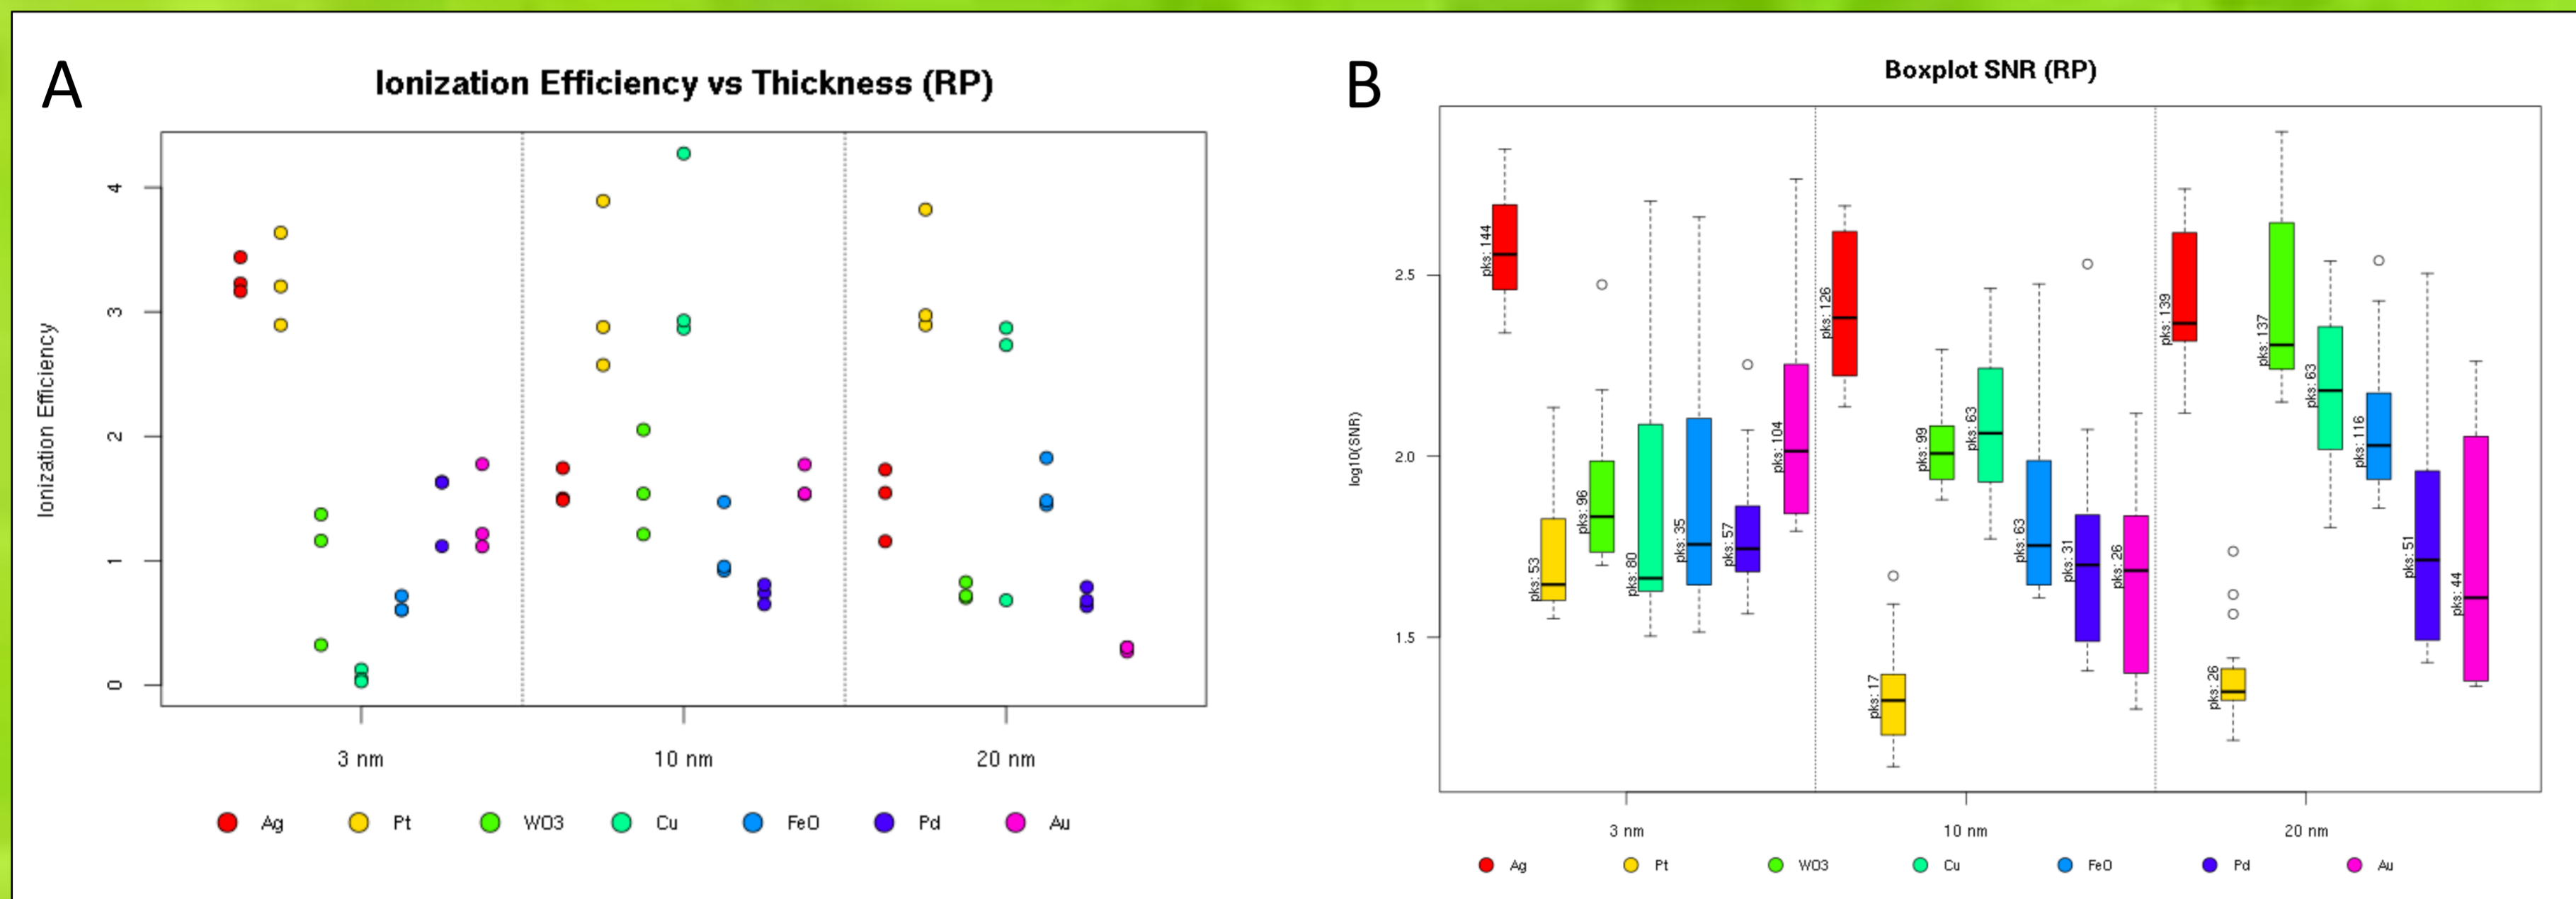 A
Ionization Efficiency vs Thickness (RP)
Ionization Efficiency
4
3
2
1
0
3 nm 10 nm 20 nm
Ag Pt WO3 Cu FeO Pd Au
B
Boxplot SNR (RP)
log10(SNR)
2.5
2.0
1.5
pks: 144
pks: 53
pks: 96
pks: 80
pks: 35
pks: 57
pks: 104
pks: 126
pks: 17
pks: 99
pks: 63
pks: 63
pks: 31
pks: 26
pks: 139
pks: 26
pks: 137
pks: 63
pks: 116
pks: 51
pks: 44
3 nm 10 nm 20 nm
Ag Pt WO3 Cu FeO Pd Au